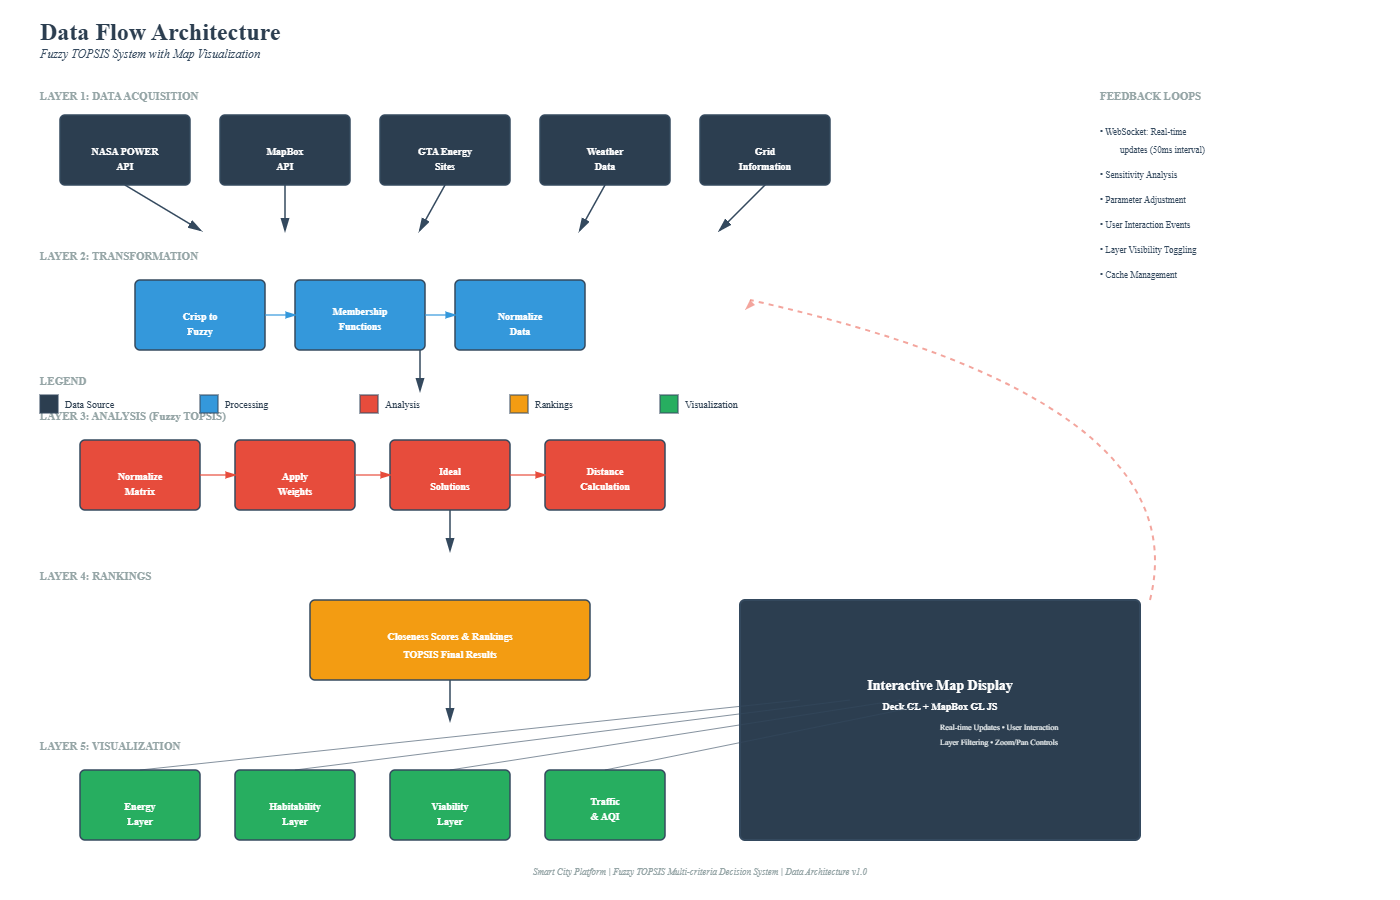 Data Flow Architecture
Fuzzy TOPSIS System with Map Visualization
LAYER 1: DATA ACQUISITION
NASA POWER
API
MapBox
API
GTA Energy
Sites
Weather
Data
Grid
Information
FEEDBACK LOOPS
• WebSocket: Real-time
updates (50ms interval)
• Sensitivity Analysis
• Parameter Adjustment
• User Interaction Events
• Layer Visibility Toggling
• Cache Management
LAYER 2: TRANSFORMATION
Crisp to
Fuzzy
Membership
Functions
Normalize
Data
LEGEND
Data Source
Processing
Analysis
Rankings
Visualization
LAYER 3: ANALYSIS (Fuzzy TOPSIS)
Normalize
Matrix
Apply
Weights
Ideal
Solutions
Distance
Calculation
LAYER 4: RANKINGS
Closeness Scores & Rankings
TOPSIS Final Results
Interactive Map Display
Deck.GL + MapBox GL JS
Real-time Updates • User Interaction
Layer Filtering • Zoom/Pan Controls
LAYER 5: VISUALIZATION
Energy
Layer
Habitability
Layer
Viability
Layer
Traffic
& AQI
Smart City Platform | Fuzzy TOPSIS Multi-criteria Decision System | Data Architecture v1.0